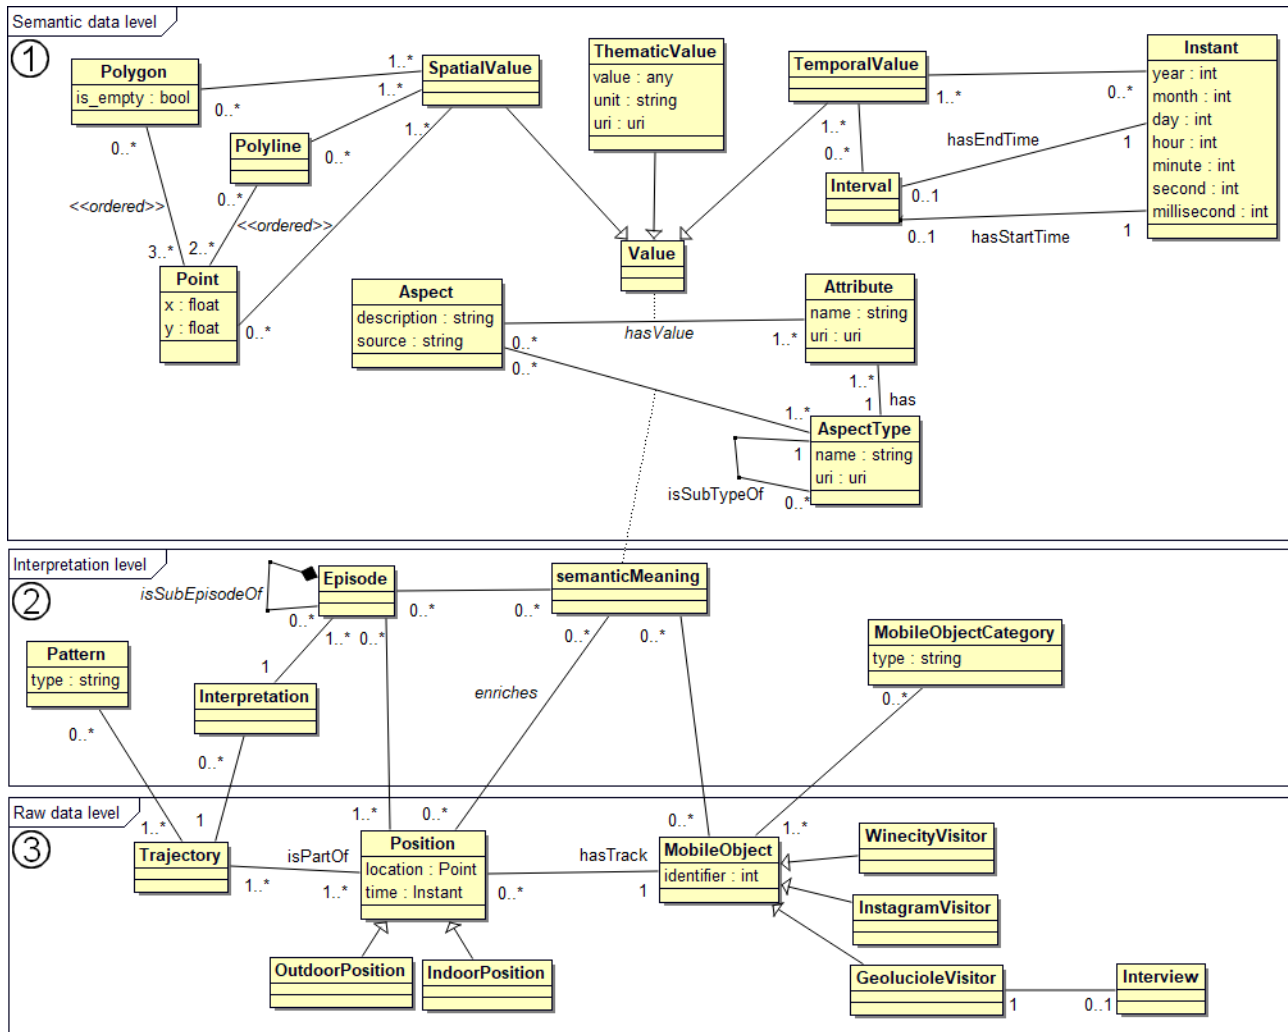 Semantic data level
1
Polygon
is_empty : bool
1..*
0..*
SpatialValue
1..*
1..*
ThematicValue
value : any
unit : string
uri : uri
TemporalValue
1..*
0..*
Instant
year : int
month : int
day : int
hour : int
minute : int
second : int
millisecond : int
0..*
Polyline
0..*
0..*
<<ordered>>
<<ordered>>
3..*
2..*
1..*
0..*
Interval
hasEndTime
1
0..1
0..1
hasStartTime
1
Value
Point
x : float
y : float
0..*
Aspect
description : string
source : string
0..*
0..*
hasValue
Attribute
name : string
uri : uri
1..*
1..*
1
has
1..*
AspectType
name : string
uri : uri
1
isSubTypeOf
0..*
Interpretation level
2
isSubEpisodeOf
Episode
0..*
1..*
0..*
0..*
0..*
semanticMeaning
0..*
0..*
MobileObjectCategory
type : string
0..*
Pattern
type : string
0..*
1
Interpretation
0..*
enriches
Raw data level
3
1..*
1
Trajectory
1..*
isPartOf
1..*
1..*
0..*
Position
location : Point
time : Instant
hasTrack
0..*
1
0..*
1..*
MobileObject
identifier : int
WinecityVisitor
InstagramVisitor
OutdoorPosition
IndoorPosition
GeolucioleVisitor
1
0..1
Interview